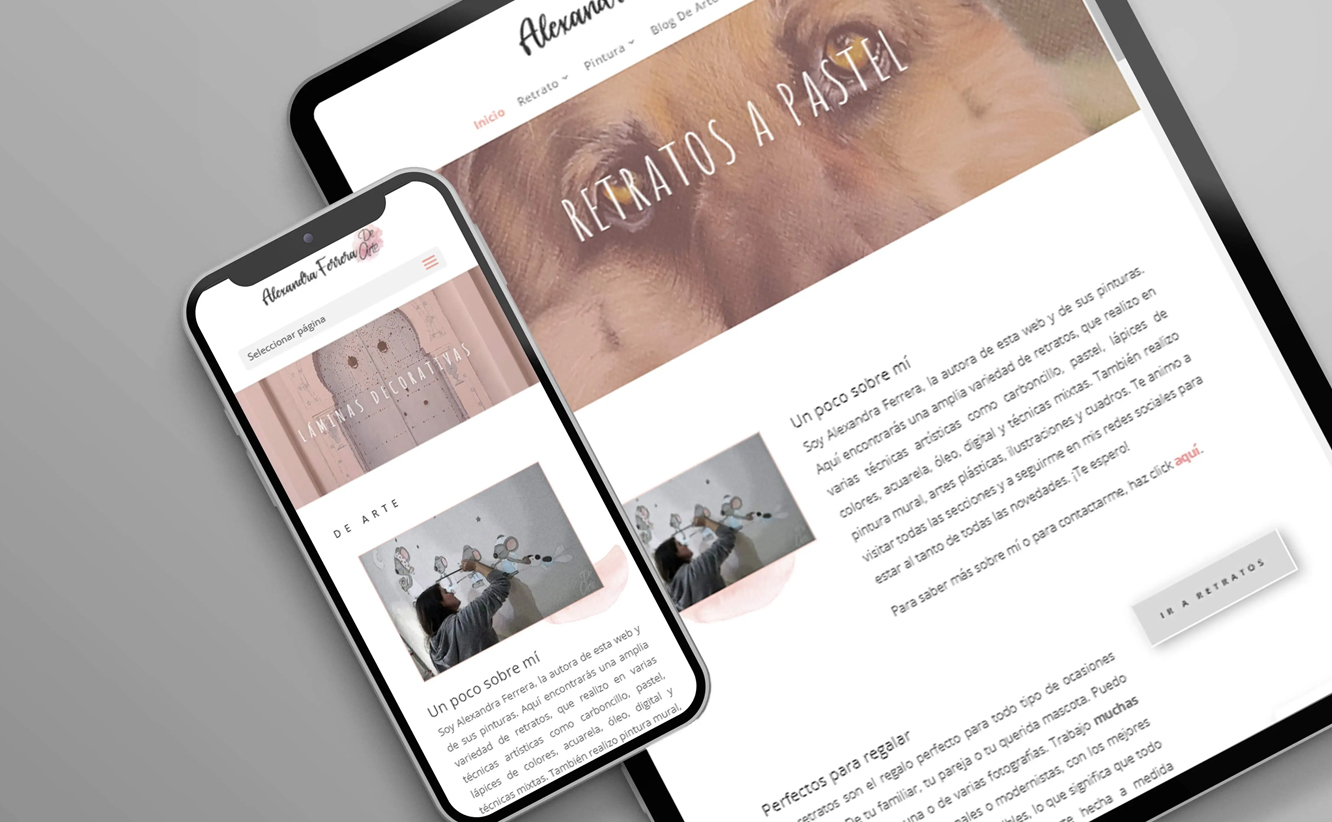 Alexand
Inicio Retrato Pintura Blog De Arte
RETRATOS A PASTEL
Un poco sobre mí
Soy Alexandra Ferrera, la autora de esta web y de sus pinturas.
Aquí encontrarás una amplia variedad de retratos, que realizo en
varias técnicas artísticas como carboncillo, pastel, lápices de
colores, acuarela, óleo, digital y técnicas mixtas. También realizo
pintura mural, artes plásticas, ilustraciones y cuadros. Te animo a
visitar todas las secciones y a seguirme en mis redes sociales para
estar al tanto de todas las novedades. ¡Te espero!
Para saber más sobre mí o para contactarme, haz click aquí.
IR A RETRATOS
Perfectos para regalar
retratos son el regalo perfecto para todo tipo de ocasiones
De tu familiar, tu pareja o tu querida mascota. Puedo
una o de varias fotografías. Trabajo muchas
o modernistas, con los mejores
lo que significa que todo
hecha a medida
Alexandra Ferrera De Arte
Seleccionar página
LÁMINAS DECORATIVAS
DE ARTE
Un poco sobre mí
Soy Alexandra Ferrera, la autora de esta web y
de sus pinturas. Aquí encontrarás una amplia
variedad de retratos, que realizo en varias
técnicas artísticas como carboncillo, pastel,
lápices de colores, acuarela, óleo, digital y
técnicas mixtas. También realizo pintura mural,